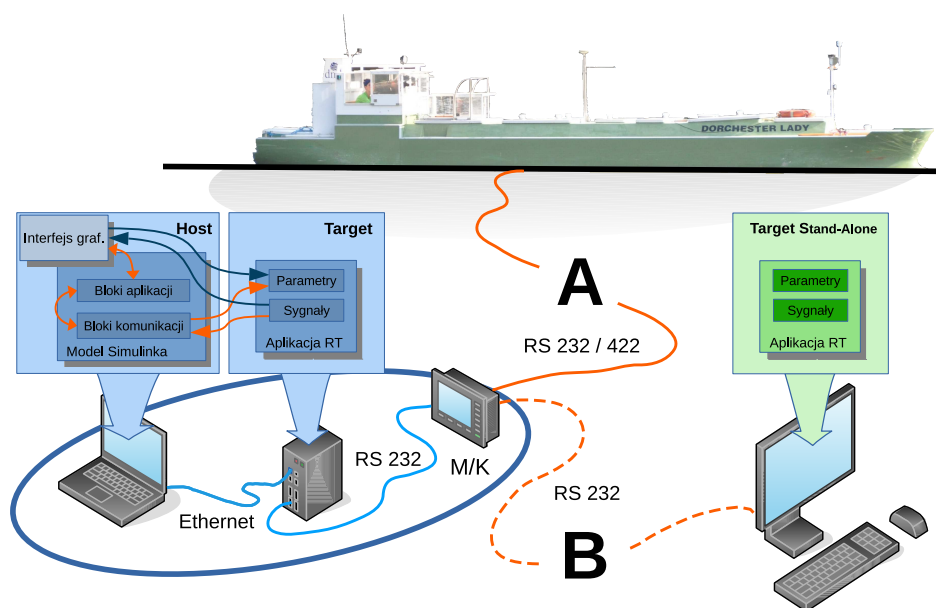 DORCHESTER LADY
Host
Interfejs graf.
Bloki aplikacji
Bloki komunikacji
Model Simulinka
Target
Parametry
Sygnały
Aplikacja RT
Target Stand-Alone
Parametry
Sygnały
Aplikacja RT
A
RS 232 / 422
M/K
RS 232
Ethernet
RS 232
B